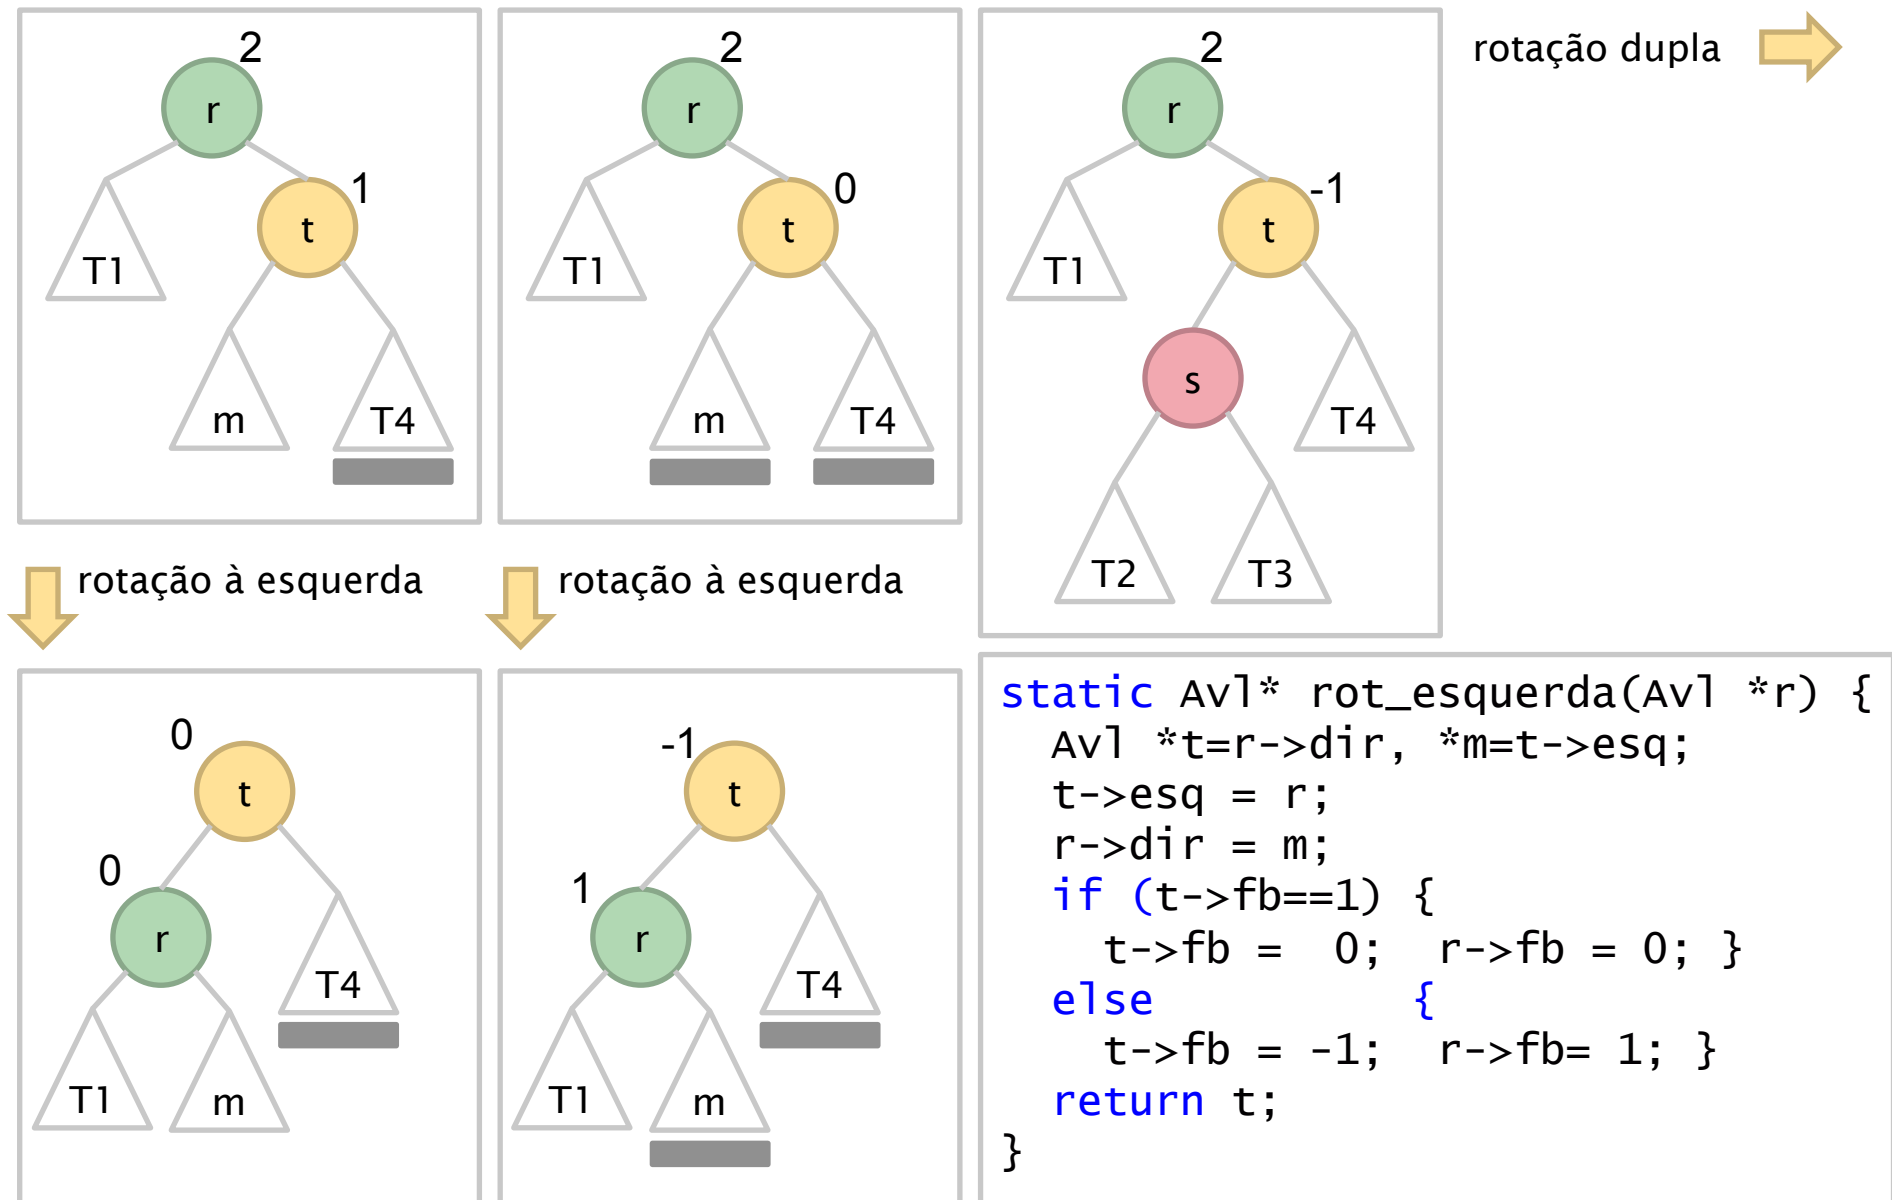 2
r
1
t
T1
m
T4
2
r
0
t
T1
m
T4
2
r
-1
t
T1
s
T4
T2
T3
rotação dupla
rotação à esquerda
rotação à esquerda
0
t
0
r
T4
T1
m
-1
t
1
r
T4
T1
m
static Avl* rot_esquerda(Avl *r) {
  Avl *t=r->dir, *m=t->esq;
  t->esq = r;
  r->dir = m;
  if (t->fb==1) {
    t->fb =  0;  r->fb = 0; }
  else          {
    t->fb = -1;  r->fb= 1; }
  return t;
}